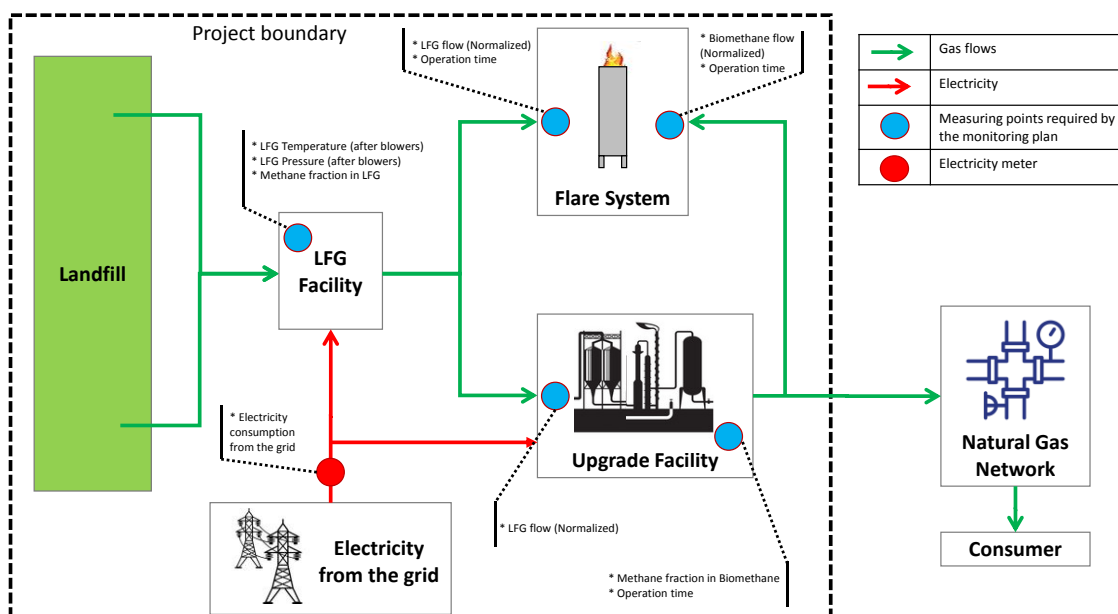 Project boundary
* LFG flow (Normalized)
* Operation time
* Biomethane flow
(Normalized)
* Operation time
Gas flows
Electricity
Measuring points required by
the monitoring plan
Electricity meter
* LFG Temperature (after blowers)
* LFG Pressure (after blowers)
* Methane fraction in LFG
Flare System
Landfill
LFG
Facility
* Electricity
consumption
from the grid
Upgrade Facility
Natural Gas
Network
* LFG flow (Normalized)
Electricity
from the grid
Consumer
* Methane fraction in Biomethane
* Operation time